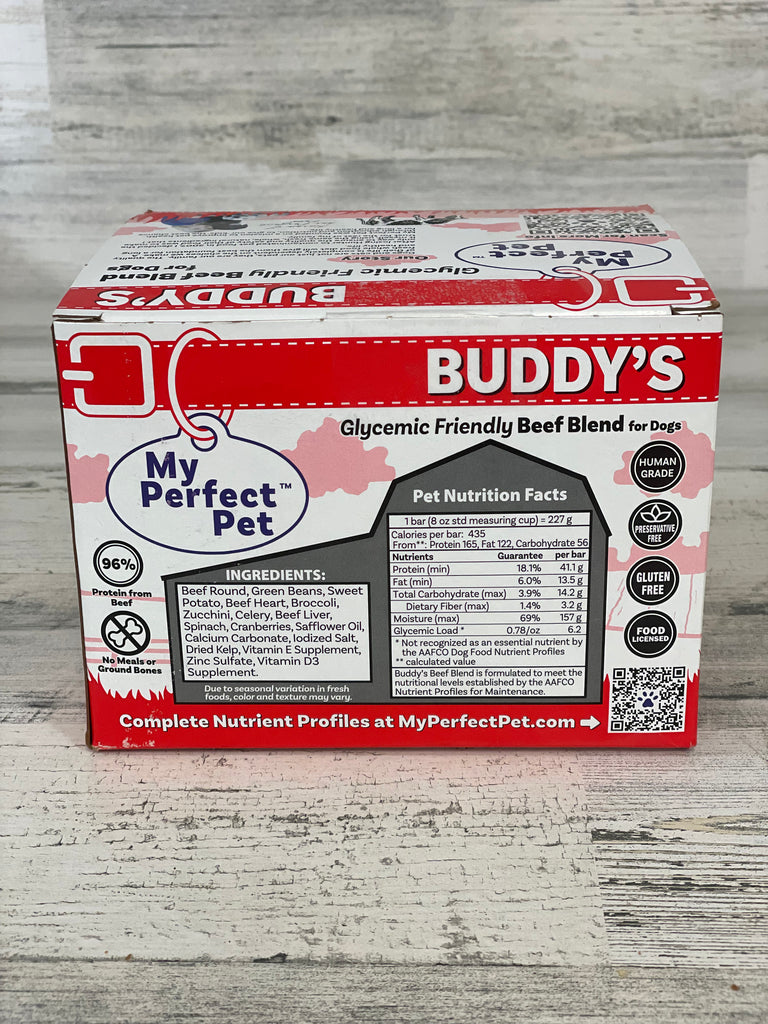 Our Story
My
Perfect
Pet™
Glycemic Friendly Beef Blend
for Dogs
BUDDY'S
BUDDY'S
Glycemic Friendly Beef Blend for Dogs
My
Perfect™
Pet
HUMAN
GRADE
PRESERVATIVE
FREE
GLUTEN
FREE
FOOD
LICENSED
96%
Protein from
Beef
No Meals or
Ground Bones
INGREDIENTS:
Beef Round, Green Beans, Sweet
Potato, Beef Heart, Broccoli,
Zucchini, Celery, Beef Liver,
Spinach, Cranberries, Safflower Oil,
Calcium Carbonate, Iodized Salt,
Dried Kelp, Vitamin E Supplement,
Zinc Sulfate, Vitamin D3
Supplement.
Due to seasonal variation in fresh
foods, color and texture may vary.
Pet Nutrition Facts
1 bar (8 oz std measuring cup) = 227 g
Calories per bar: 435
From**: Protein 165, Fat 122, Carbohydrate 56
Nutrients Guarantee per bar
Protein (min) 18.1% 41.1 g
Fat (min) 6.0% 13.5 g
Total Carbohydrate (max) 3.9% 14.2 g
Dietary Fiber (max) 1.4% 3.2 g
Moisture (max) 69% 157 g
Glycemic Load * 0.78/oz 6.2
* Not recognized as an essential nutrient by
the AAFCO Dog Food Nutrient Profiles
** calculated value
Buddy's Beef Blend is formulated to meet the
nutritional levels established by the AAFCO
Nutrient Profiles for Maintenance.
Complete Nutrient Profiles at MyPerfectPet.com